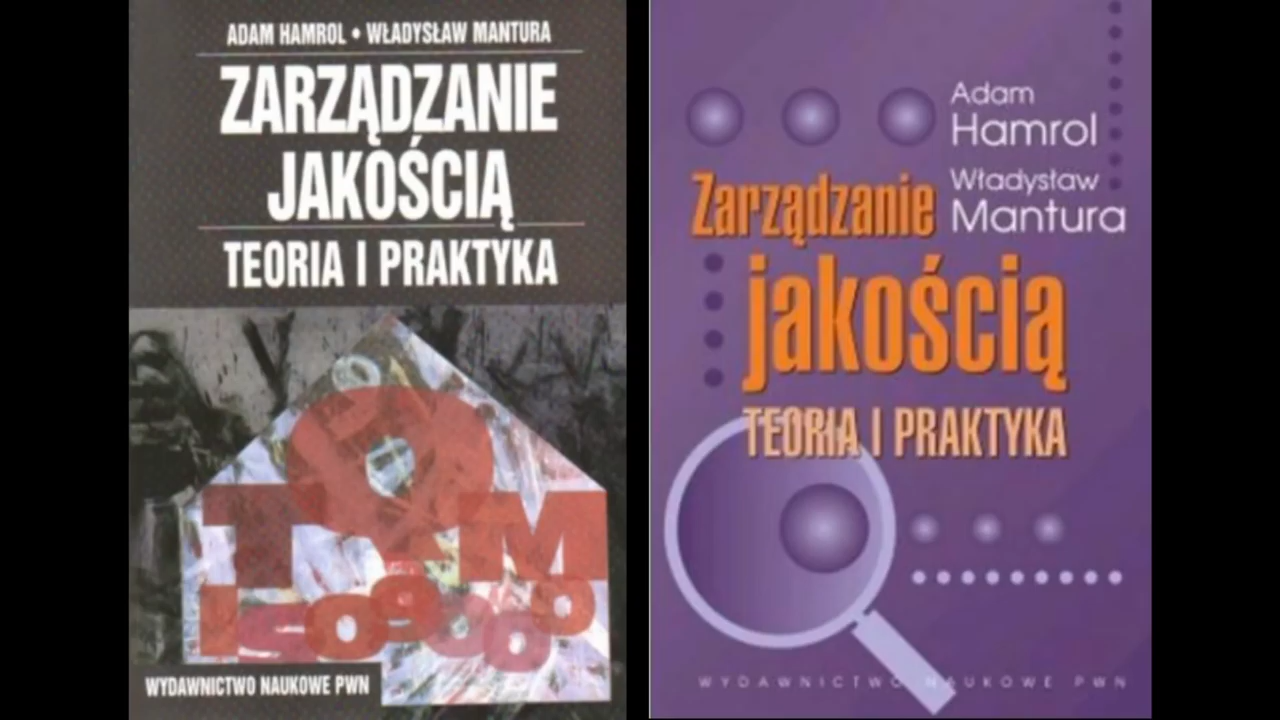 ADAM HAMROL • WŁADYSŁAW MANTURA
ZARZĄDZANIE
JAKOŚCIĄ
TEORIA I PRAKTYKA
TQM
ISO 9000
WYDAWNICTWO NAUKOWE PWN
Adam
Hamrol
Władysław
Mantura
Zarządzanie
jakością
TEORIA I PRAKTYKA
WYDAWNICTWO NAUKOWE PWN